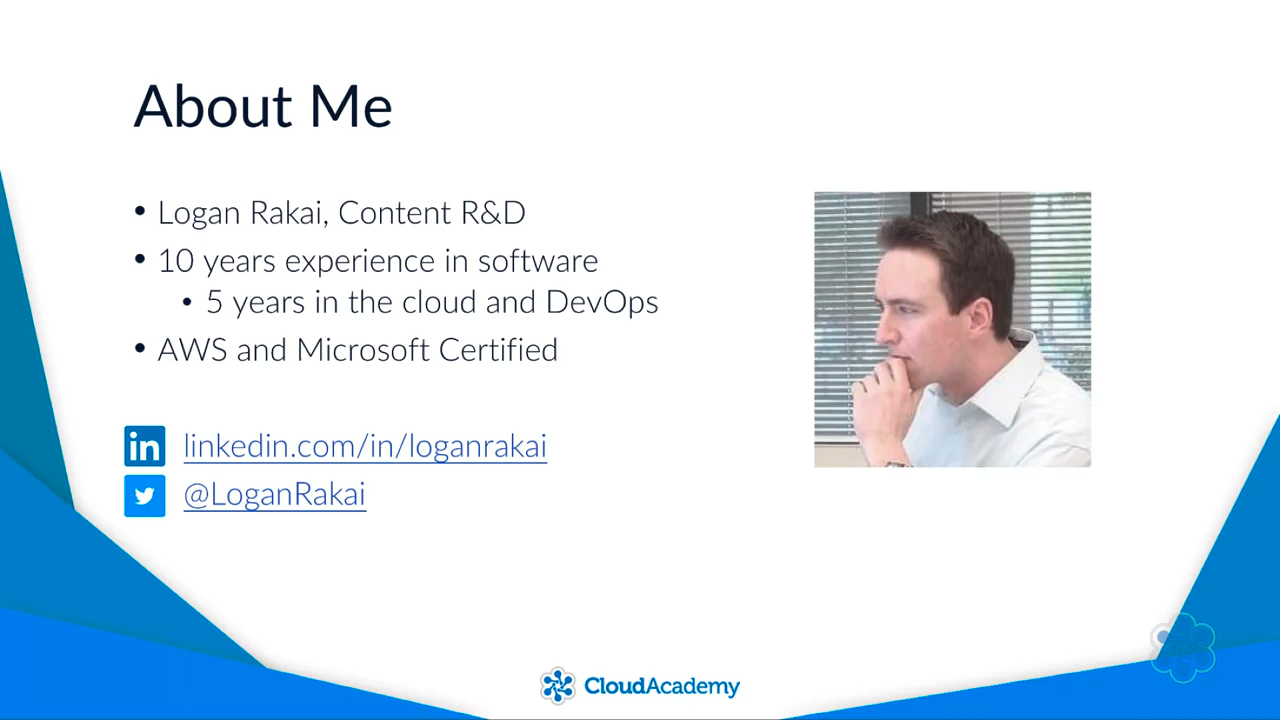 About Me
• Logan Rakai, Content R&D
• 10 years experience in software
• 5 years in the cloud and DevOps
• AWS and Microsoft Certified
in linkedin.com/in/loganrakai
@LoganRakai
CloudAcademy